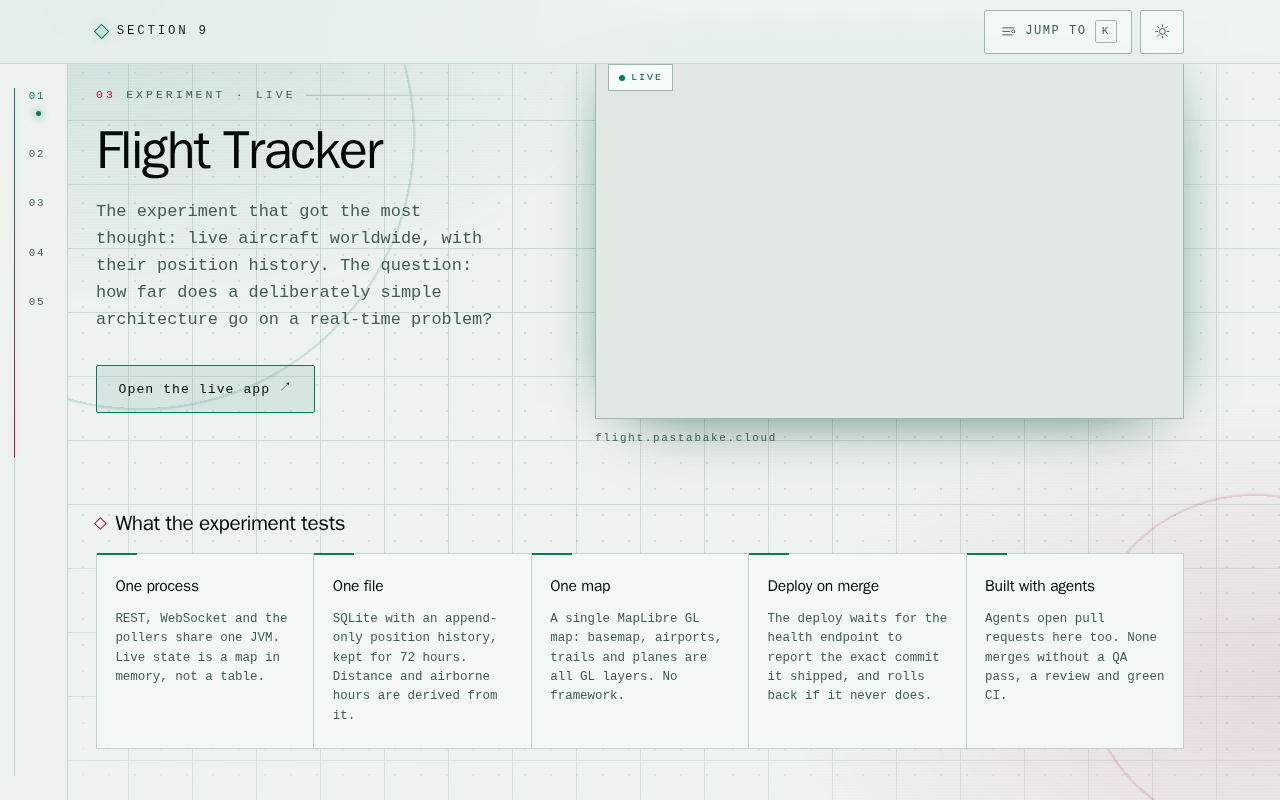 SECTION 9
JUMP TO K
01
02
03
04
05
03 EXPERIMENT · LIVE
Flight Tracker
The experiment that got the most
thought: live aircraft worldwide, with
their position history. The question:
how far does a deliberately simple
architecture go on a real-time problem?
Open the live app ↗
LIVE
flight.pastabake.cloud
What the experiment tests
One process
REST, WebSocket and the
pollers share one JVM.
Live state is a map in
memory, not a table.
One file
SQLite with an append-
only position history,
kept for 72 hours.
Distance and airborne
hours are derived from
it.
One map
A single MapLibre GL
map: basemap, airports,
trails and planes are
all GL layers. No
framework.
Deploy on merge
The deploy waits for the
health endpoint to
report the exact commit
it shipped, and rolls
back if it never does.
Built with agents
Agents open pull
requests here too. None
merges without a QA
pass, a review and green
CI.